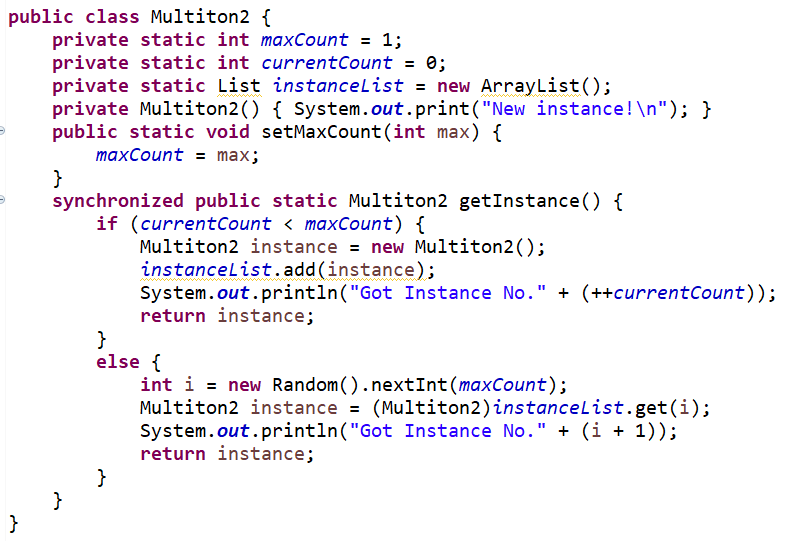 public class Multiton2 {
    private static int maxCount = 1;
    private static int currentCount = 0;
    private static List instanceList = new ArrayList();
    private Multiton2() { System.out.print("New instance!\n"); }
    public static void setMaxCount(int max) {
        maxCount = max;
    }
    synchronized public static Multiton2 getInstance() {
        if (currentCount < maxCount) {
            Multiton2 instance = new Multiton2();
            instanceList.add(instance);
            System.out.println("Got Instance No." + (++currentCount));
            return instance;
        }
        else {
            int i = new Random().nextInt(maxCount);
            Multiton2 instance = (Multiton2)instanceList.get(i);
            System.out.println("Got Instance No." + (i + 1));
            return instance;
        }
    }
}